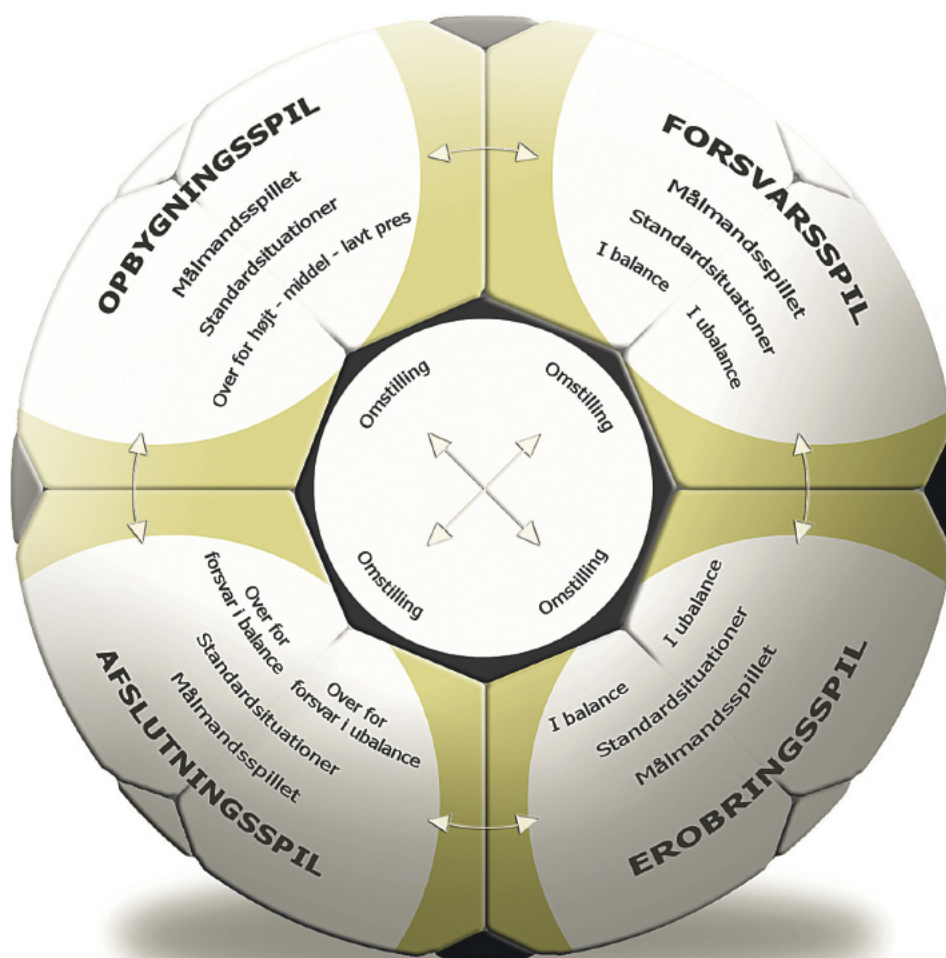 OPBYGNINGSSPIL
Målmandsspillet
Standardsituationer
Over for højt - middel - lavt pres
FORSVARSSPIL
Målmandsspillet
Standardsituationer
I balance
I ubalance
Omstilling
Omstilling
Omstilling
Omstilling
Over for
forsvar i balance
Over for
forsvar i ubalance
Standardsituationer
Målmandsspillet
AFSLUTNINGSSPIL
I ubalance
I balance
Standardsituationer
Målmandsspillet
EROBRINGSSPIL